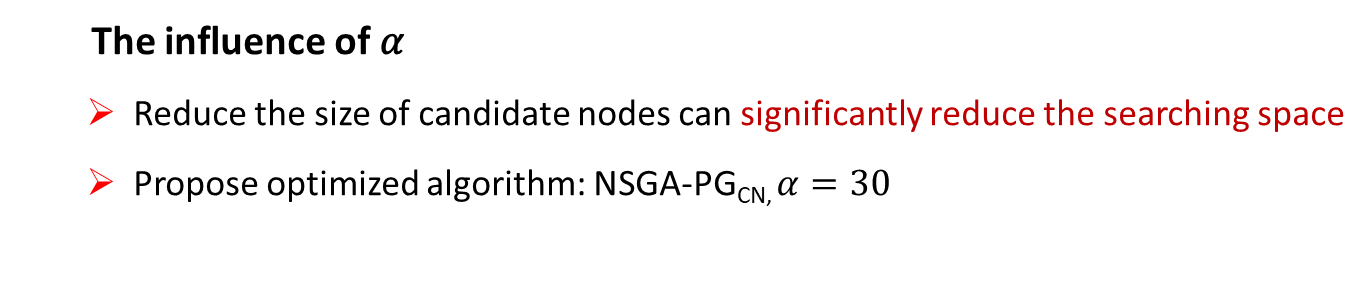 The influence of α
➢ Reduce the size of candidate nodes can significantly reduce the searching space
➢ Propose optimized algorithm: NSGA-PG_CN, α = 30